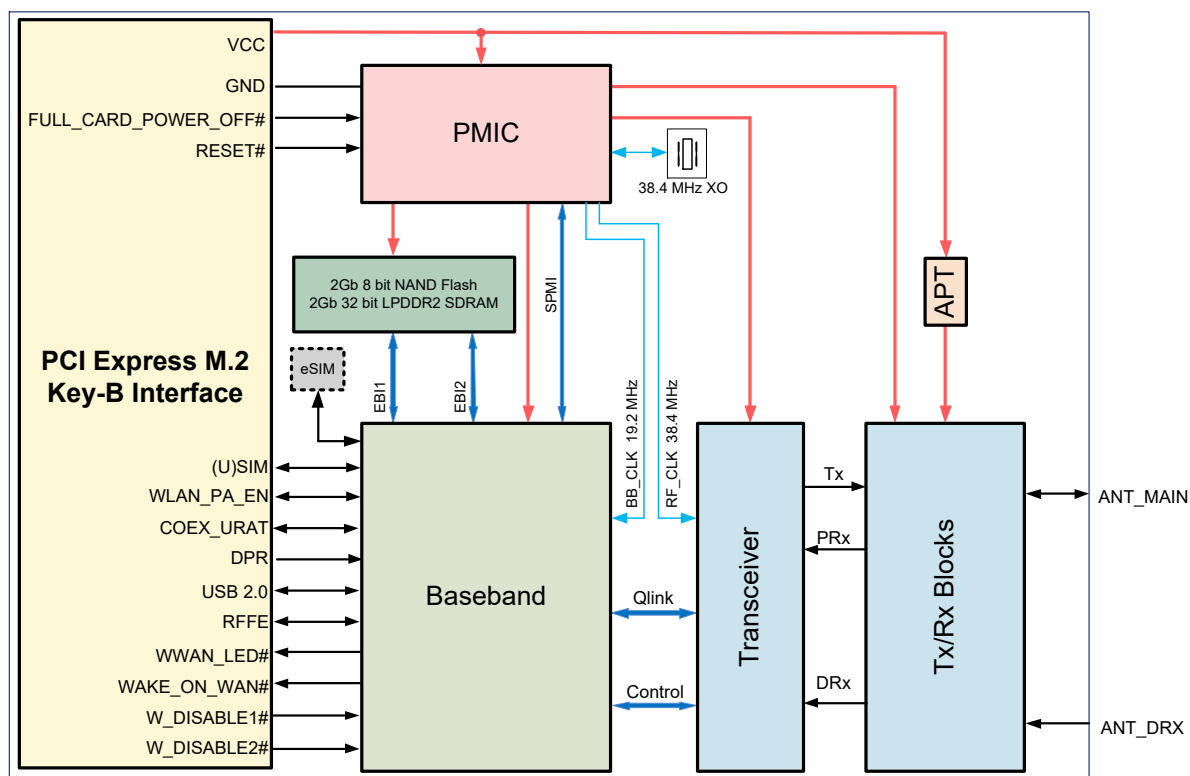 VCC
GND
FULL_CARD_POWER_OFF#
RESET#
PMIC
38.4 MHz XO
2Gb 8 bit NAND Flash
2Gb 32 bit LPDDR2 SDRAM
SPMI
APT
PCI Express M.2
Key-B Interface
eSIM
EBI1
EBI2
BB_CLK 19.2 MHz
RF_CLK 38.4 MHz
(U)SIM
WLAN_PA_EN
COEX_URAT
DPR
USB 2.0
RFFE
WWAN_LED#
WAKE_ON_WAN#
W_DISABLE1#
W_DISABLE2#
Baseband
Qlink
Control
Transceiver
Tx
PRx
DRx
Tx/Rx Blocks
ANT_MAIN
ANT_DRX